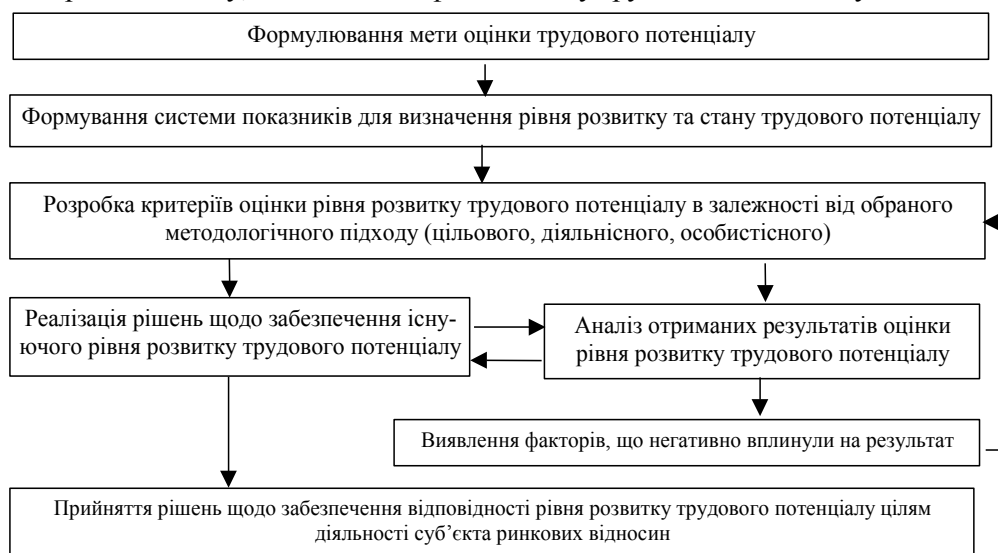 Формулювання мети оцінки трудового потенціалу
Формування системи показників для визначення рівня розвитку та стану трудового потенціалу
Розробка критеріїв оцінки рівня розвитку трудового потенціалу в залежності від обраного
методологічного підходу (цільового, діяльнісного, особистісного)
Реалізація рішень щодо забезпечення існу-
ючого рівня розвитку трудового потенціалу
Аналіз отриманих результатів оцінки
рівня розвитку трудового потенціалу
Виявлення факторів, що негативно вплинули на результат
Прийняття рішень щодо забезпечення відповідності рівня розвитку трудового потенціалу цілям
діяльності суб’єкта ринкових відносин